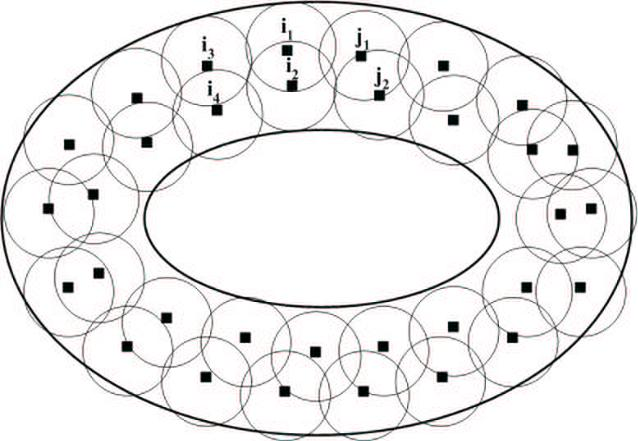 i₃ i₁ j₁
i₄ i₂ j₂